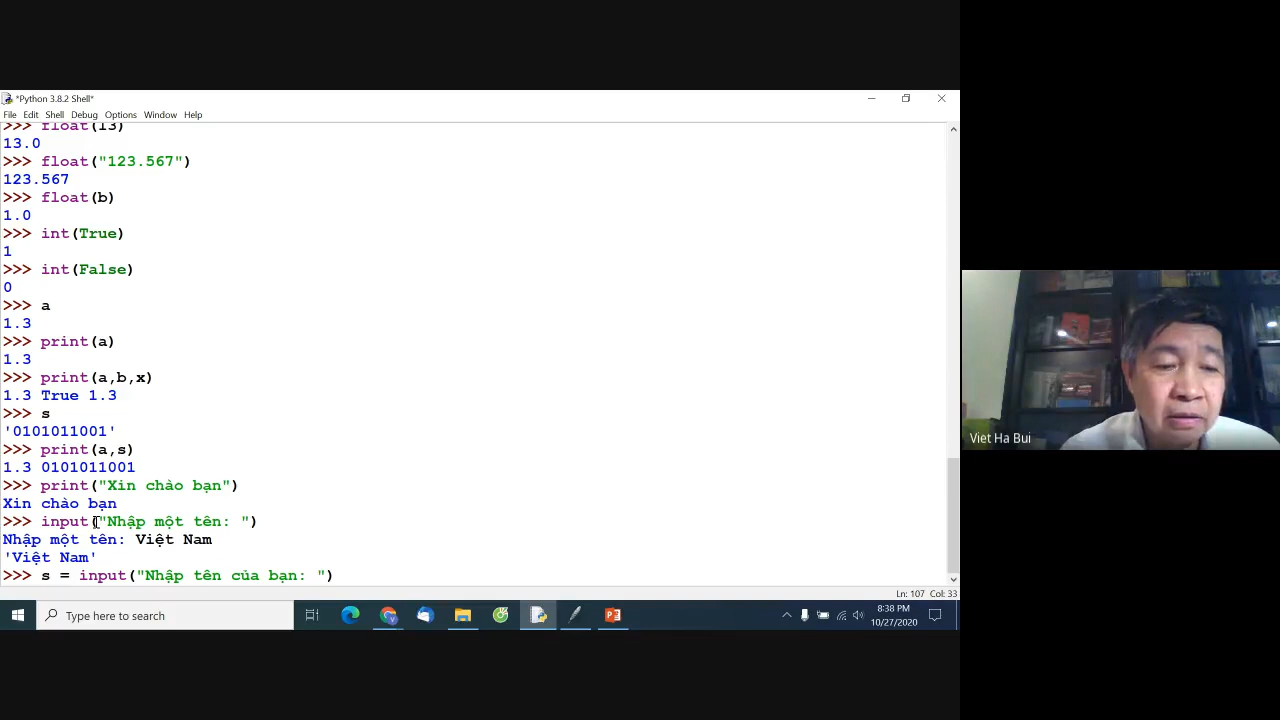 *Python 3.8.2 Shell*
File Edit Shell Debug Options Window Help
>>> float(13)
13.0
>>> float("123.567")
123.567
>>> float(b)
1.0
>>> int(True)
1
>>> int(False)
0
>>> a
1.3
>>> print(a)
1.3
>>> print(a,b,x)
1.3 True 1.3
>>> s
'0101011001'
>>> print(a,s)
1.3 0101011001
>>> print("Xin chào bạn")
Xin chào bạn
>>> input("Nhập một tên: ")
Nhập một tên: Việt Nam
'Việt Nam'
>>> s = input("Nhập tên của bạn: ")
Ln: 107 Col: 33
Type here to search
8:38 PM
10/27/2020
Viet Ha Bui